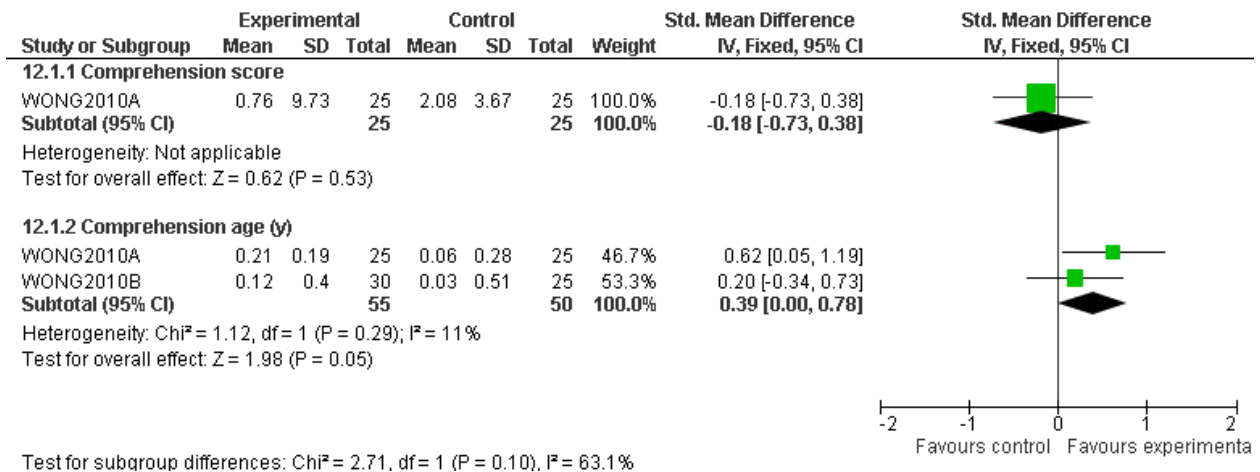 Experimental Control Std. Mean Difference Std. Mean Difference
Study or Subgroup Mean SD Total Mean SD Total Weight IV, Fixed, 95% CI IV, Fixed, 95% CI
12.1.1 Comprehension score
WONG2010A 0.76 9.73 25 2.08 3.67 25 100.0% -0.18 [-0.73, 0.38]
Subtotal (95% CI) 25 25 100.0% -0.18 [-0.73, 0.38]
Heterogeneity: Not applicable
Test for overall effect: Z = 0.62 (P = 0.53)
12.1.2 Comprehension age (y)
WONG2010A 0.21 0.19 25 0.06 0.28 25 46.7% 0.62 [0.05, 1.19]
WONG2010B 0.12 0.4 30 0.03 0.51 25 53.3% 0.20 [-0.34, 0.73]
Subtotal (95% CI) 55 50 100.0% 0.39 [0.00, 0.78]
Heterogeneity: Chi² = 1.12, df = 1 (P = 0.29); I² = 11%
Test for overall effect: Z = 1.98 (P = 0.05)
-2 -1 0 1 2
Favours control Favours experimenta
Test for subgroup differences: Chi² = 2.71, df = 1 (P = 0.10), I² = 63.1%